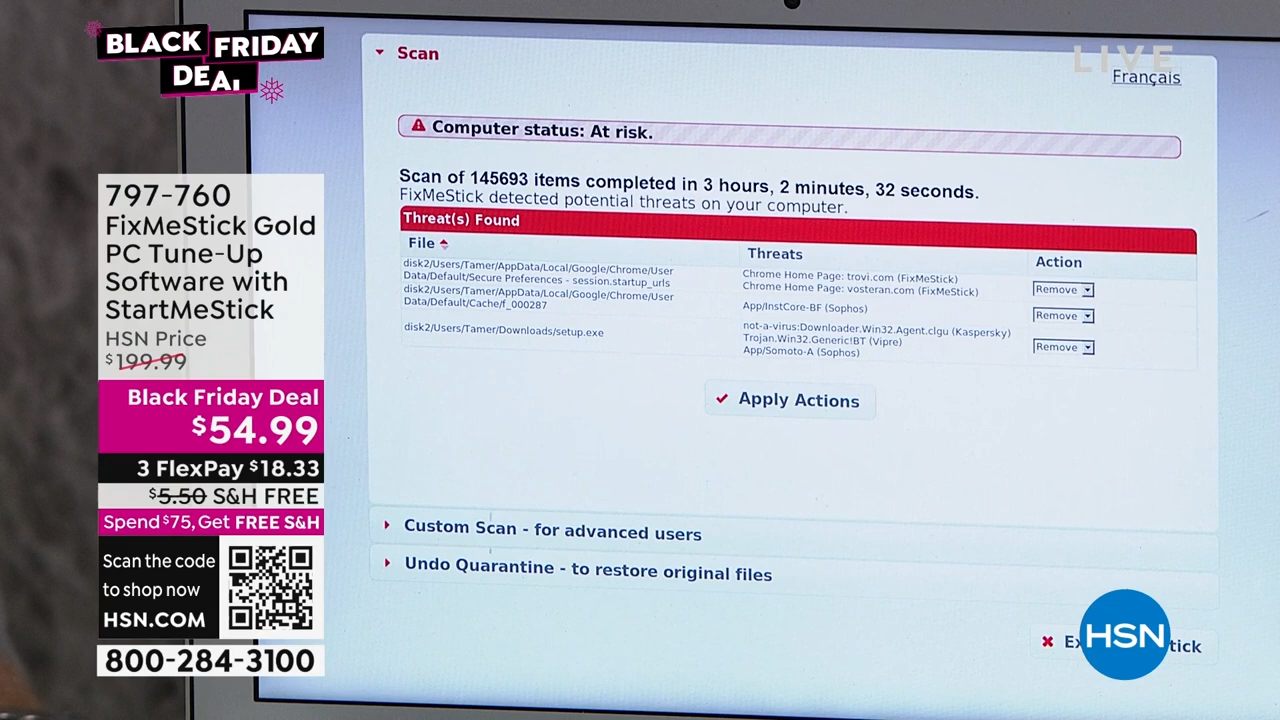 BLACK FRIDAY
DEAL
797-760
FixMeStick Gold
PC Tune-Up
Software with
StartMeStick
HSN Price
$199.99
Black Friday Deal
$54.99
3 FlexPay $18.33
$5.50 S&H FREE
Spend $75, Get FREE S&H
Scan the code
to shop now
HSN.COM
800-284-3100
LIVE
Scan
Français
Computer status: At risk.
Scan of 145693 items completed in 3 hours, 2 minutes, 32 seconds.
FixMeStick detected potential threats on your computer.
Threat(s) Found
File Threats Action
disk2/Users/Tamer/AppData/Local/Google/Chrome/User
Data/Default/Secure Preferences - session.startup_urls
Chrome Home Page: trovi.com (FixMeStick)
Chrome Home Page: vosteran.com (FixMeStick)
Remove
disk2/Users/Tamer/AppData/Local/Google/Chrome/User
Data/Default/Cache/f_000287
App/InstCore-BF (Sophos)
Remove
disk2/Users/Tamer/Downloads/setup.exe
not-a-virus:Downloader.Win32.Agent.clgu (Kaspersky)
Trojan.Win32.Generic!BT (Vipre)
App/Somoto-A (Sophos)
Remove
Apply Actions
Custom Scan - for advanced users
Undo Quarantine - to restore original files
HSN